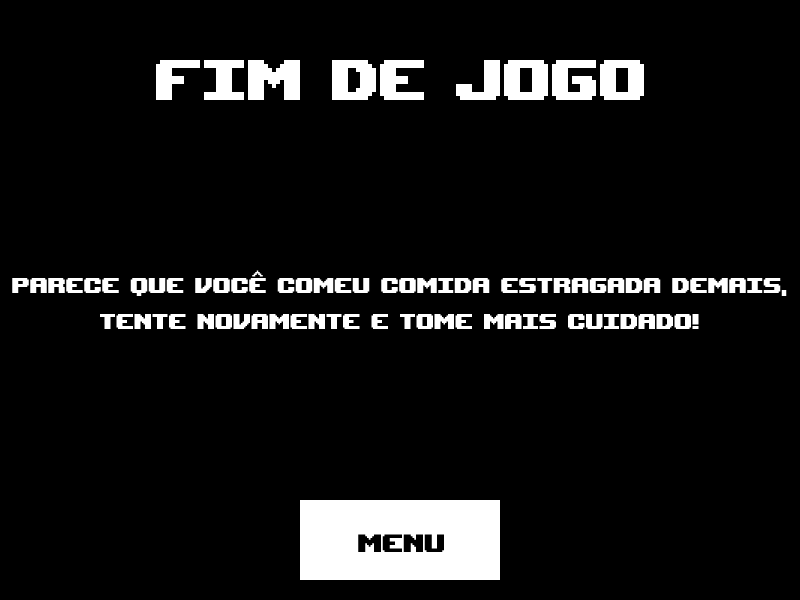 FIM DE JOGO
PARECE QUE VOCÊ COMEU COMIDA ESTRAGADA DEMAIS,
TENTE NOVAMENTE E TOME MAIS CUIDADO!
MENU